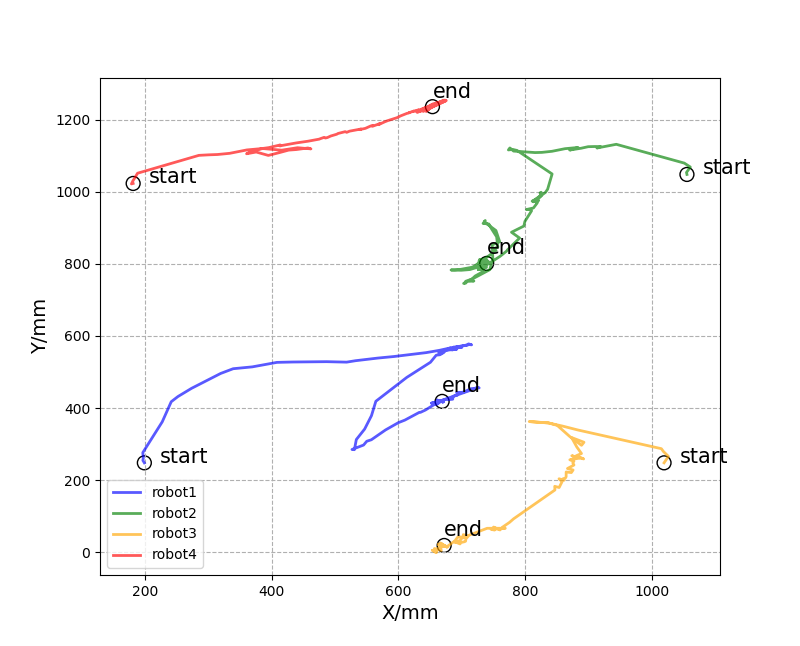 end
1200
start
start
1000
end
800
Y/mm
600
end
400
start
start
200
robot1
robot2
end
robot3
0
robot4
200
400
600
800
1000
X/mm